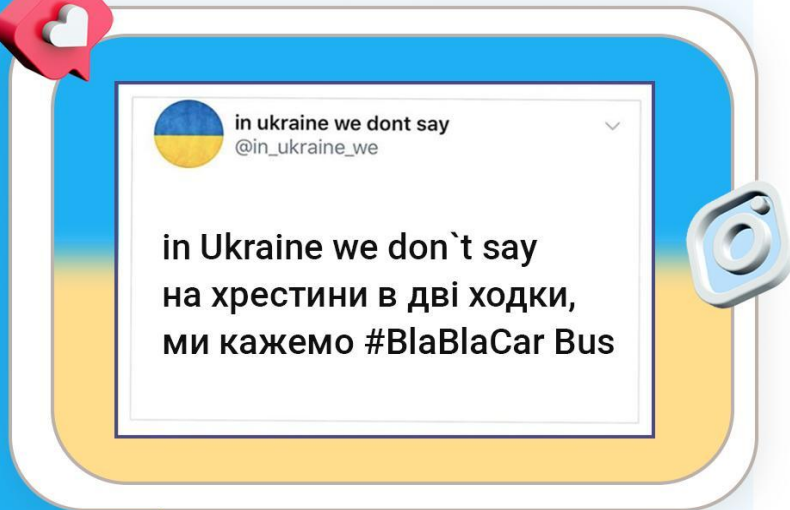 in ukraine we dont say
@in_ukraine_we
in Ukraine we don`t say
на хрестини в дві ходки,
ми кажемо #BlaBlaCar Bus